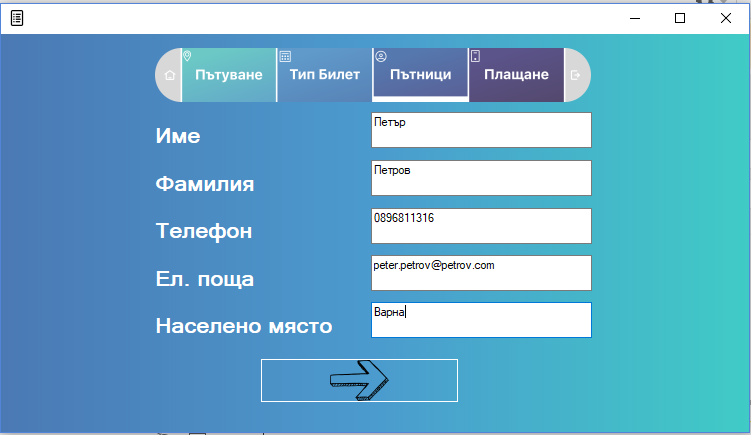 Пътуване Тип Билет Пътници Плащане
Име Петър
Фамилия Петров
Телефон 0896811316
Ел. поща peter.petrov@petrov.com
Населено място Варна